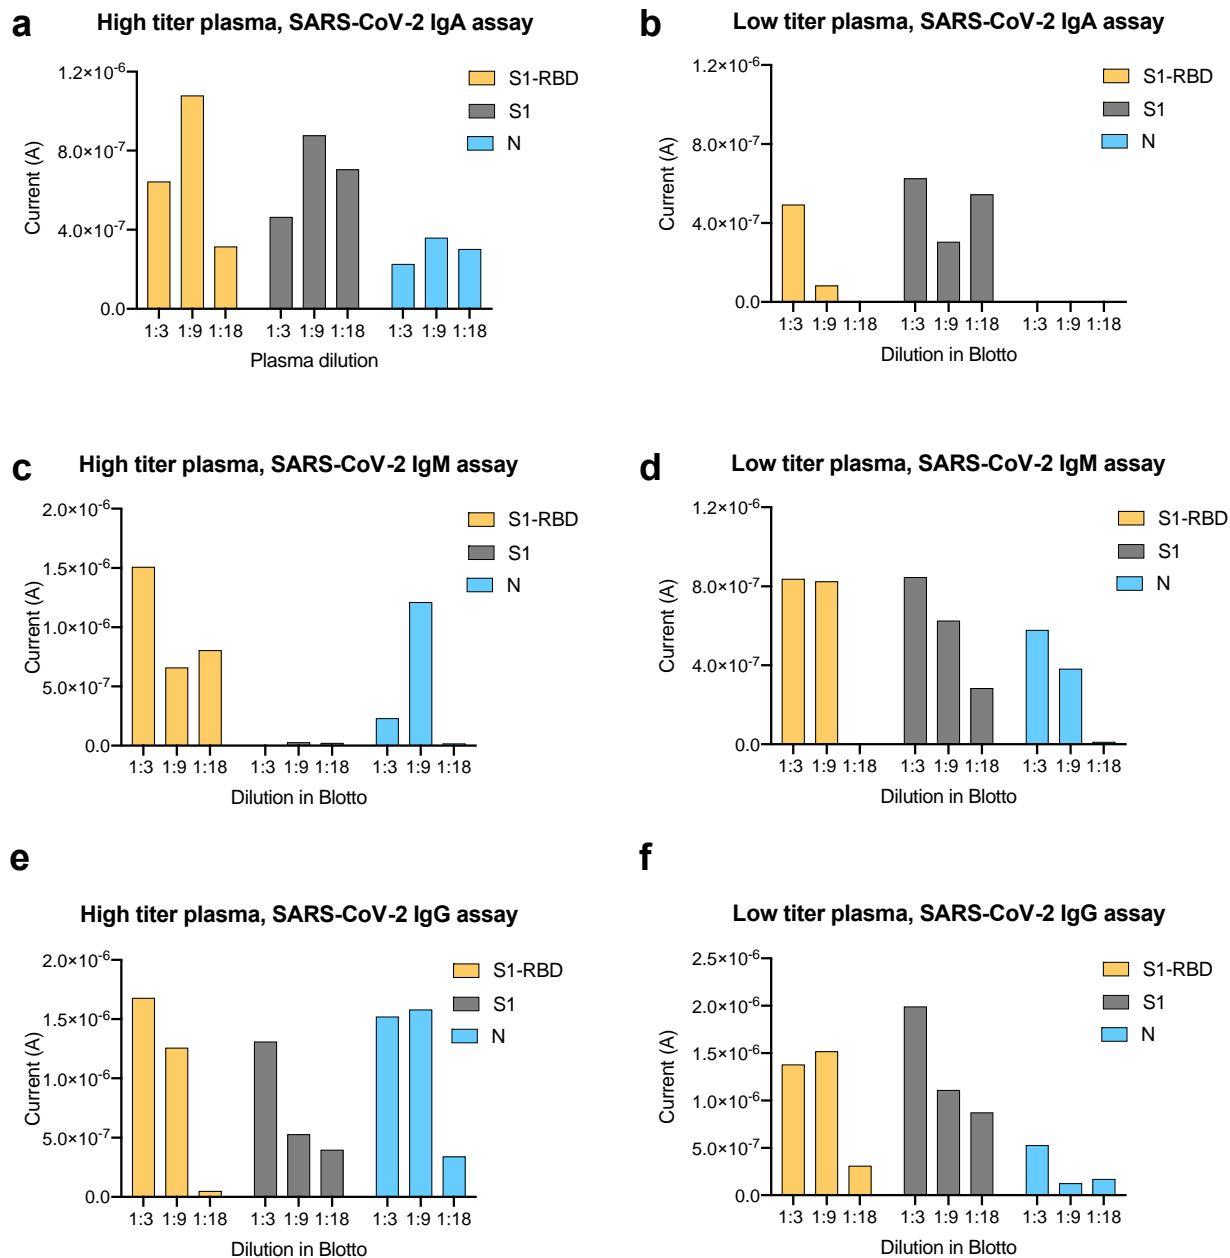 a
High titer plasma, SARS-CoV-2 IgA assay
1.2×10⁻⁶
8.0×10⁻⁷
4.0×10⁻⁷
0.0
Current (A)
S1-RBD
S1
N
1:3 1:9 1:18 1:3 1:9 1:18 1:3 1:9 1:18
Plasma dilution
b
Low titer plasma, SARS-CoV-2 IgA assay
1.2×10⁻⁶
8.0×10⁻⁷
4.0×10⁻⁷
0.0
Current (A)
S1-RBD
S1
N
1:3 1:9 1:18 1:3 1:9 1:18 1:3 1:9 1:18
Dilution in Blotto
c
High titer plasma, SARS-CoV-2 IgM assay
2.0×10⁻⁶
1.5×10⁻⁶
1.0×10⁻⁶
5.0×10⁻⁷
0.0
Current (A)
S1-RBD
S1
N
1:3 1:9 1:18 1:3 1:9 1:18 1:3 1:9 1:18
Dilution in Blotto
d
Low titer plasma, SARS-CoV-2 IgM assay
1.2×10⁻⁶
8.0×10⁻⁷
4.0×10⁻⁷
0.0
Current (A)
S1-RBD
S1
N
1:3 1:9 1:18 1:3 1:9 1:18 1:3 1:9 1:18
Dilution in Blotto
e
High titer plasma, SARS-CoV-2 IgG assay
2.0×10⁻⁶
1.5×10⁻⁶
1.0×10⁻⁶
5.0×10⁻⁷
0.0
Current (A)
S1-RBD
S1
N
1:3 1:9 1:18 1:3 1:9 1:18 1:3 1:9 1:18
Dilution in Blotto
f
Low titer plasma, SARS-CoV-2 IgG assay
2.5×10⁻⁶
2.0×10⁻⁶
1.5×10⁻⁶
1.0×10⁻⁶
5.0×10⁻⁷
0.0
Current (A)
S1-RBD
S1
N
1:3 1:9 1:18 1:3 1:9 1:18 1:3 1:9 1:18
Dilution in Blotto